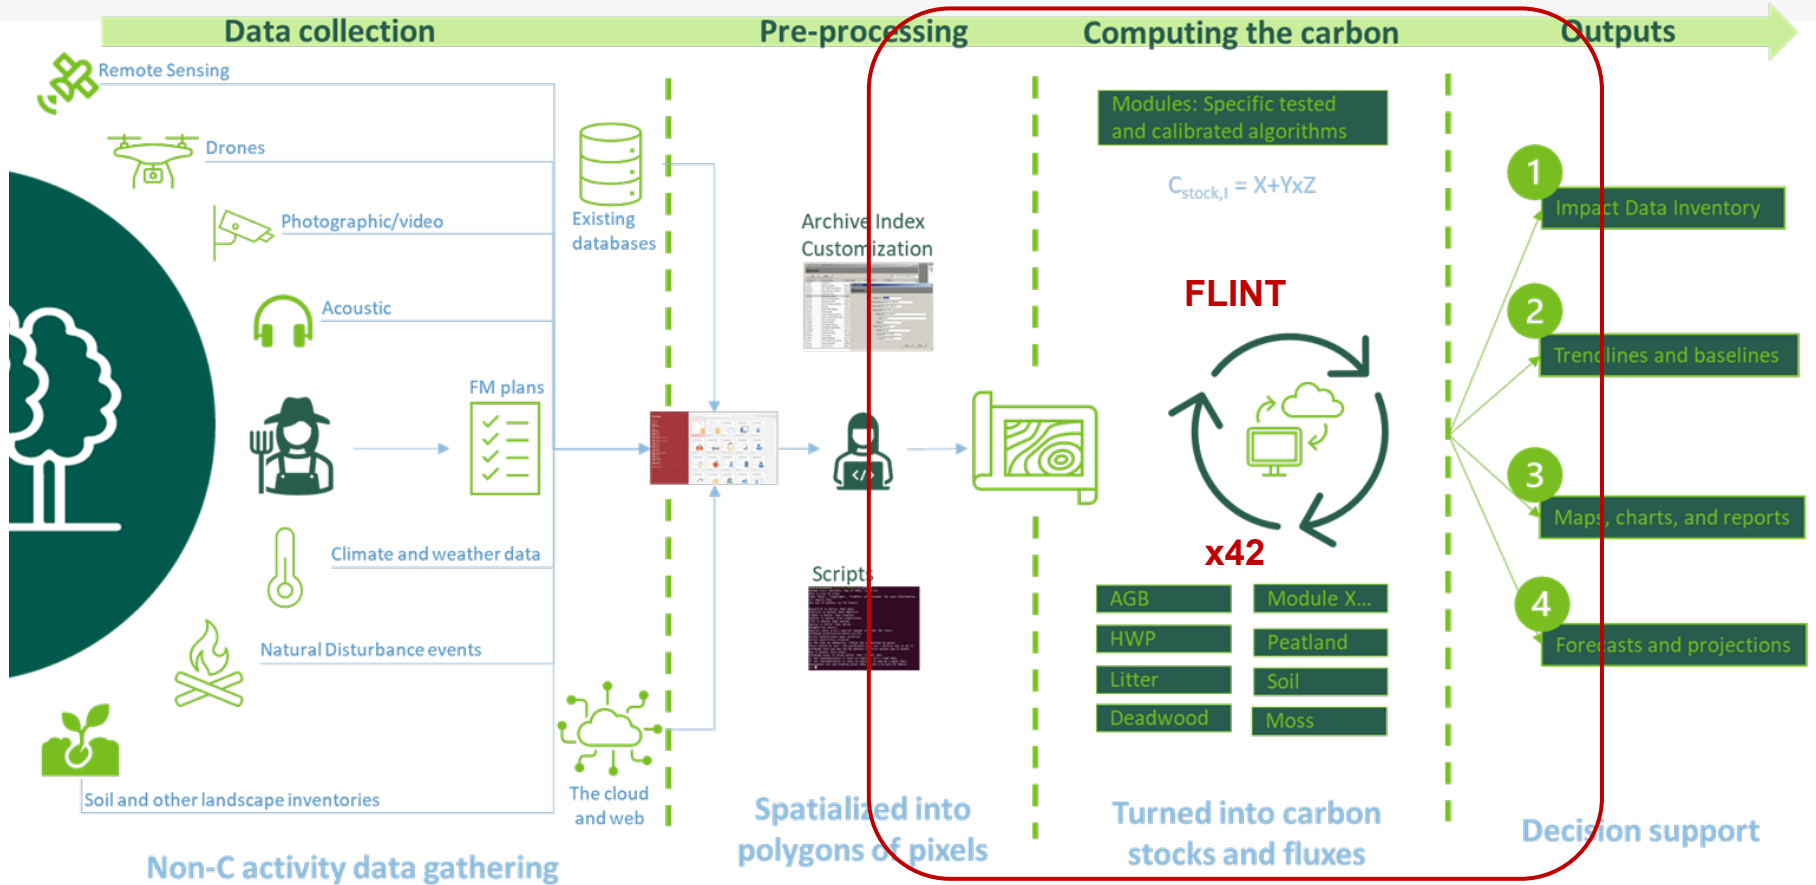 Data collection
Pre-processing
Computing the carbon
Outputs
Remote Sensing
Drones
Photographic/video
Acoustic
FM plans
Climate and weather data
Natural Disturbance events
Soil and other landscape inventories
Existing
databases
The cloud
and web
Non-C activity data gathering
Archive Index
Customization
Scripts
Spatialized into
polygons of pixels
Modules: Specific tested
and calibrated algorithms
Cstock,I = X+YxZ
FLINT
x42
AGB
Module X...
HWP
Peatland
Litter
Soil
Deadwood
Moss
Turned into carbon
stocks and fluxes
1
Impact Data Inventory
2
Trendlines and baselines
3
Maps, charts, and reports
4
Forecasts and projections
Decision support